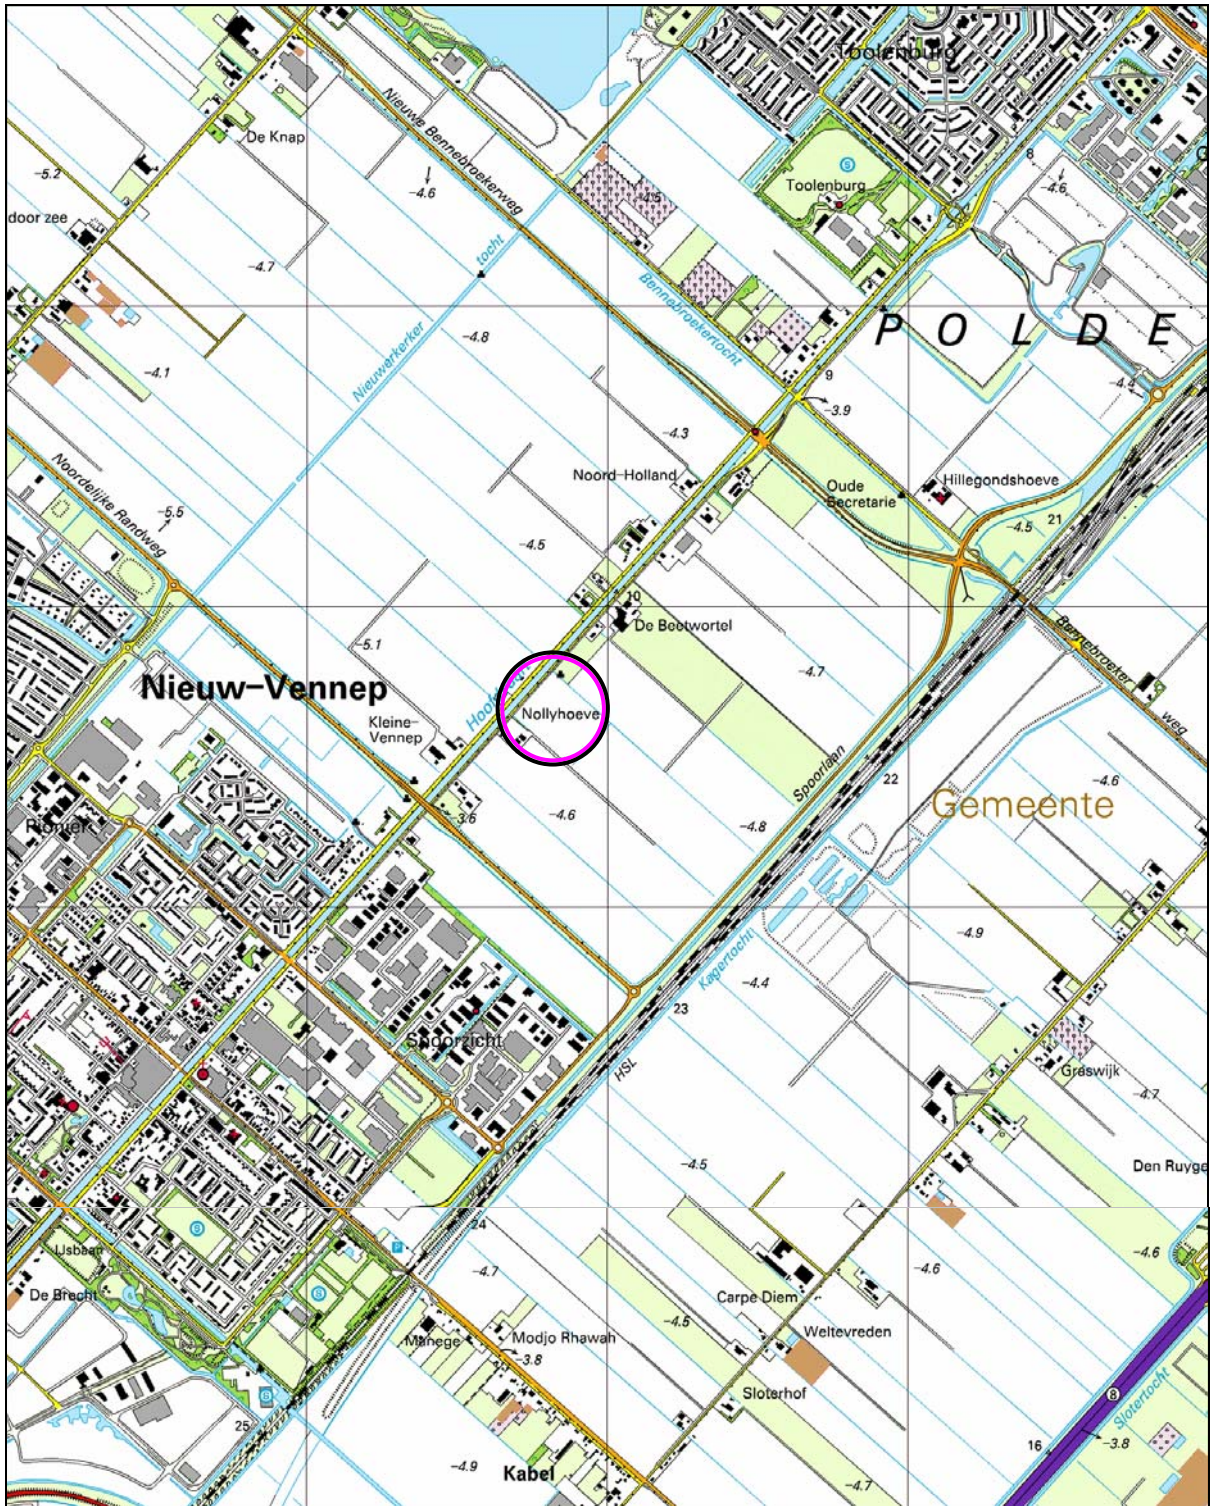 Toolenburg
De Knap
Nieuwe Bennebroekerweg
-5.2
-4.6
Toolenburg
8
-4.6
door zee
-4.7
tocht
-4.5
Bennebroekertocht
POLDE
-4.8
Nieuwerkerker
-4.1
9
-3.9
-4.4
-4.3
Noordelijke Randweg
Noord-Holland
Oude
Secretarie
Hillegondshoeve
-5.5
-4.5
21
-4.5
10
De Beetwortel
Bennebroeker
weg
-5.1
-4.7
Nieuw-Vennep
Nollyhoeve
Kleine-
Vennep
Spoorlaan
22
-4.6
Gemeente
-3.6
-4.6
-4.8
Pionier
-4.9
Kagertocht
-4.4
23
Spoorzicht
HSL
Graswijk
-4.7
-4.5
Den Ruyge
24
IJsbaan
P
S
S
S
-4.7
-4.6
-4.6
De Brecht
Carpe Diem
-4.5
Weltevreden
Manege
Modjo Rhawah
-3.8
Sloterhof
8
Slotertocht
25
16
-3.8
-4.9
Kabel
-4.7